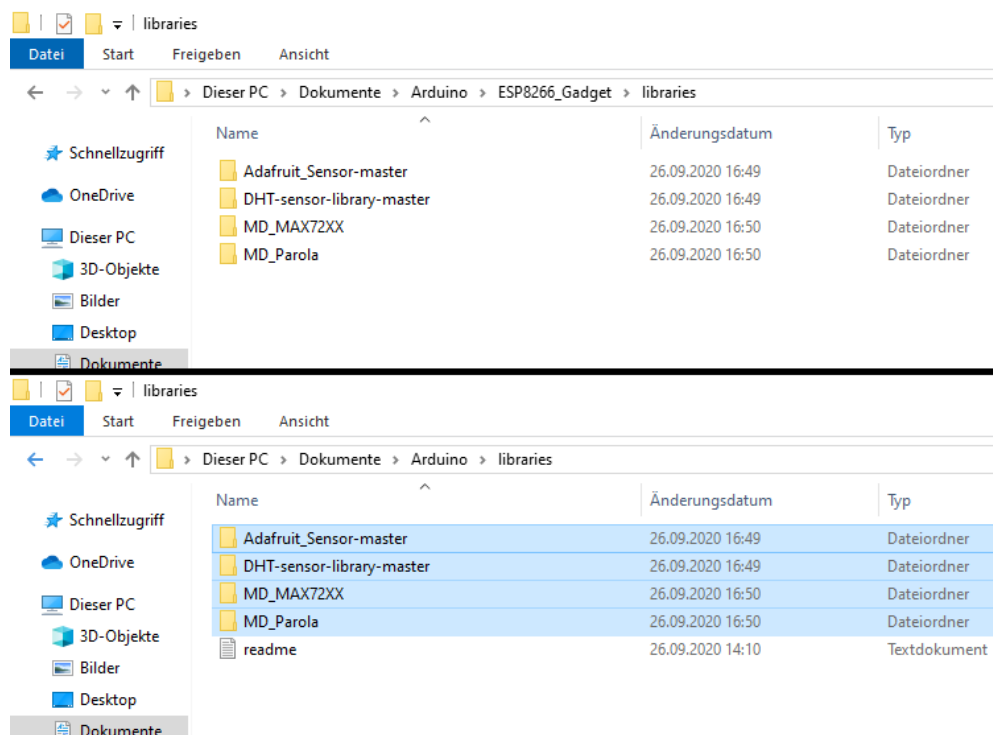 libraries
Datei Start Freigeben Ansicht
Dieser PC > Dokumente > Arduino > ESP8266_Gadget > libraries
Name Änderungsdatum Typ
Schnellzugriff
OneDrive
Dieser PC
3D-Objekte
Bilder
Desktop
Dokumente
Adafruit_Sensor-master 26.09.2020 16:49 Dateiordner
DHT-sensor-library-master 26.09.2020 16:49 Dateiordner
MD_MAX72XX 26.09.2020 16:50 Dateiordner
MD_Parola 26.09.2020 16:50 Dateiordner
libraries
Datei Start Freigeben Ansicht
Dieser PC > Dokumente > Arduino > libraries
Name Änderungsdatum Typ
Schnellzugriff
OneDrive
Dieser PC
3D-Objekte
Bilder
Desktop
Dokumente
Adafruit_Sensor-master 26.09.2020 16:49 Dateiordner
DHT-sensor-library-master 26.09.2020 16:49 Dateiordner
MD_MAX72XX 26.09.2020 16:50 Dateiordner
MD_Parola 26.09.2020 16:50 Dateiordner
readme 26.09.2020 14:10 Textdokument